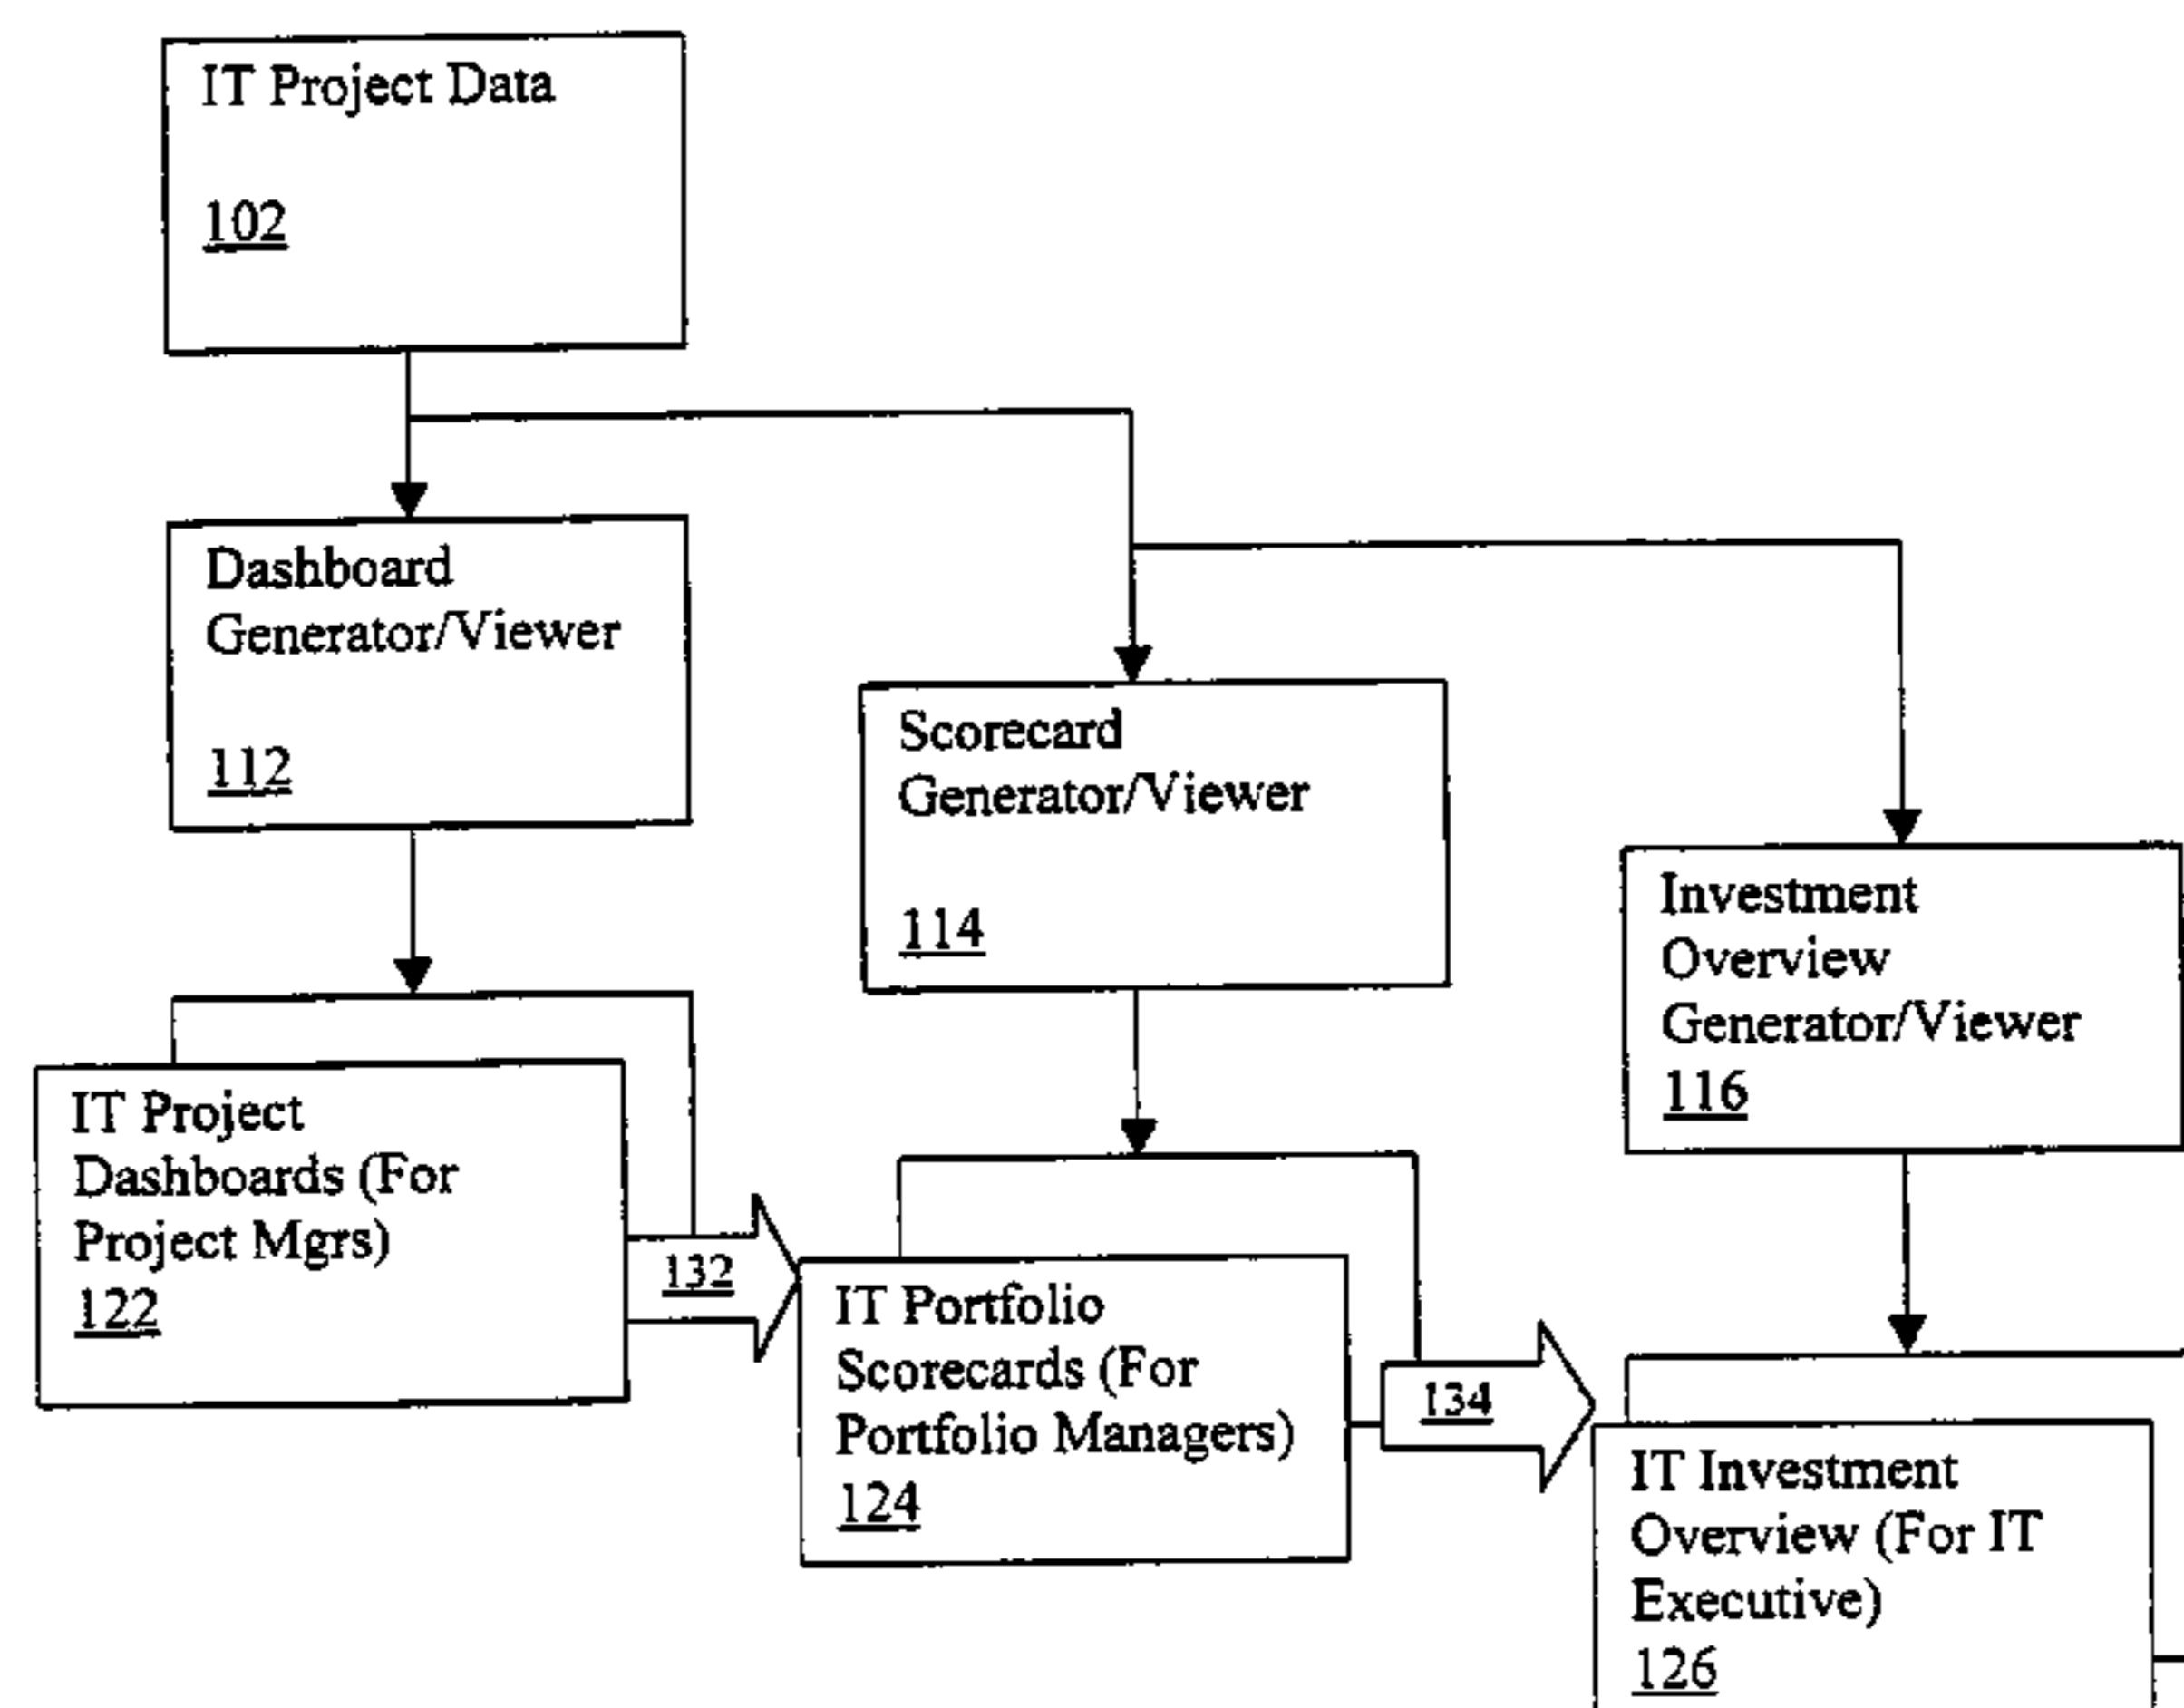 IT Project Data
102
Dashboard
Generator/Viewer
112
Scorecard
Generator/Viewer
114
Investment
Overview
Generator/Viewer
116
IT Project
Dashboards (For
Project Mgrs)
122
132
IT Portfolio
Scorecards (For
Portfolio Managers)
124
134
IT Investment
Overview (For IT
Executive)
126